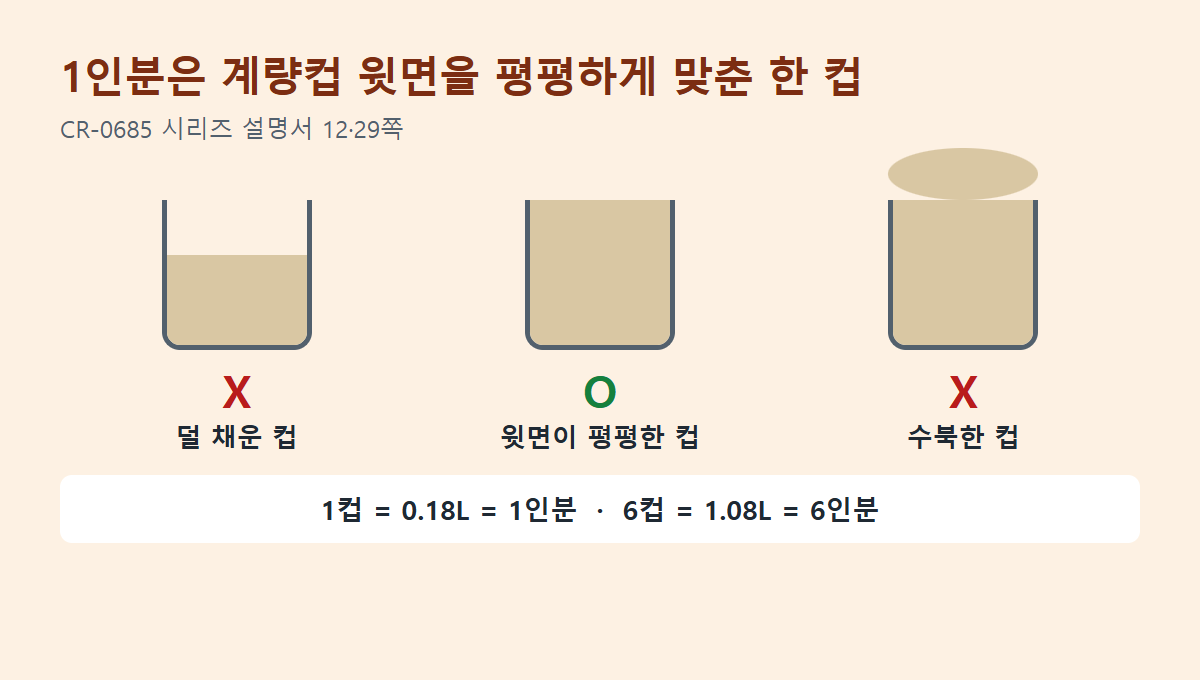 1인분은 계량컵 윗면을 평평하게 맞춘 한 컵
CR-0685 시리즈 설명서 12·29쪽
X
덜 채운 컵
O
윗면이 평평한 컵
X
수북한 컵
1컵 = 0.18L = 1인분 · 6컵 = 1.08L = 6인분